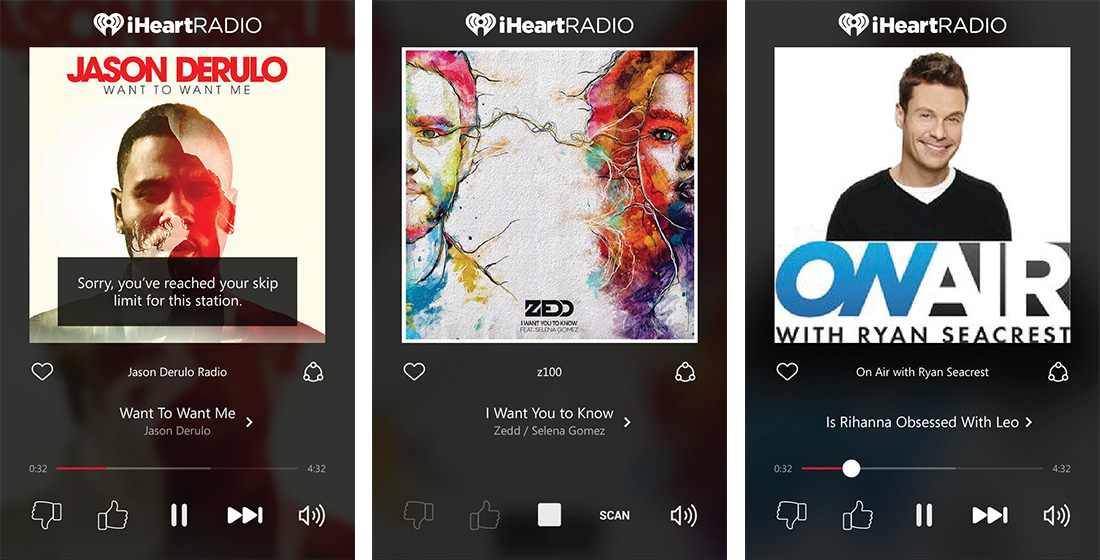 iHeartRADIO
JASON DERULO
WANT TO WANT ME
Sorry, you've reached your skip
limit for this station.
Jason Derulo Radio
Want To Want Me
Jason Derulo
0:32
4:32
iHeartRADIO
ZEDD
I WANT YOU TO KNOW
FEAT. SELENA GOMEZ
z100
I Want You to Know
Zedd / Selena Gomez
SCAN
iHeartRADIO
ON AIR
WITH RYAN SEACREST
On Air with Ryan Seacrest
Is Rihanna Obsessed With Leo
0:32
4:32